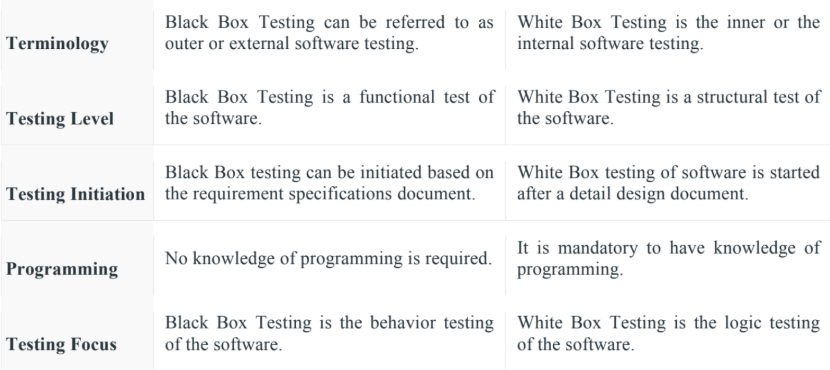 Terminology
Black Box Testing can be referred to as
outer or external software testing.
White Box Testing is the inner or the
internal software testing.
Testing Level
Black Box Testing is a functional test of
the software.
White Box Testing is a structural test of
the software.
Testing Initiation
Black Box testing can be initiated based on
the requirement specifications document.
White Box testing of software is started
after a detail design document.
Programming
No knowledge of programming is required.
It is mandatory to have knowledge of
programming.
Testing Focus
Black Box Testing is the behavior testing
of the software.
White Box Testing is the logic testing
of the software.